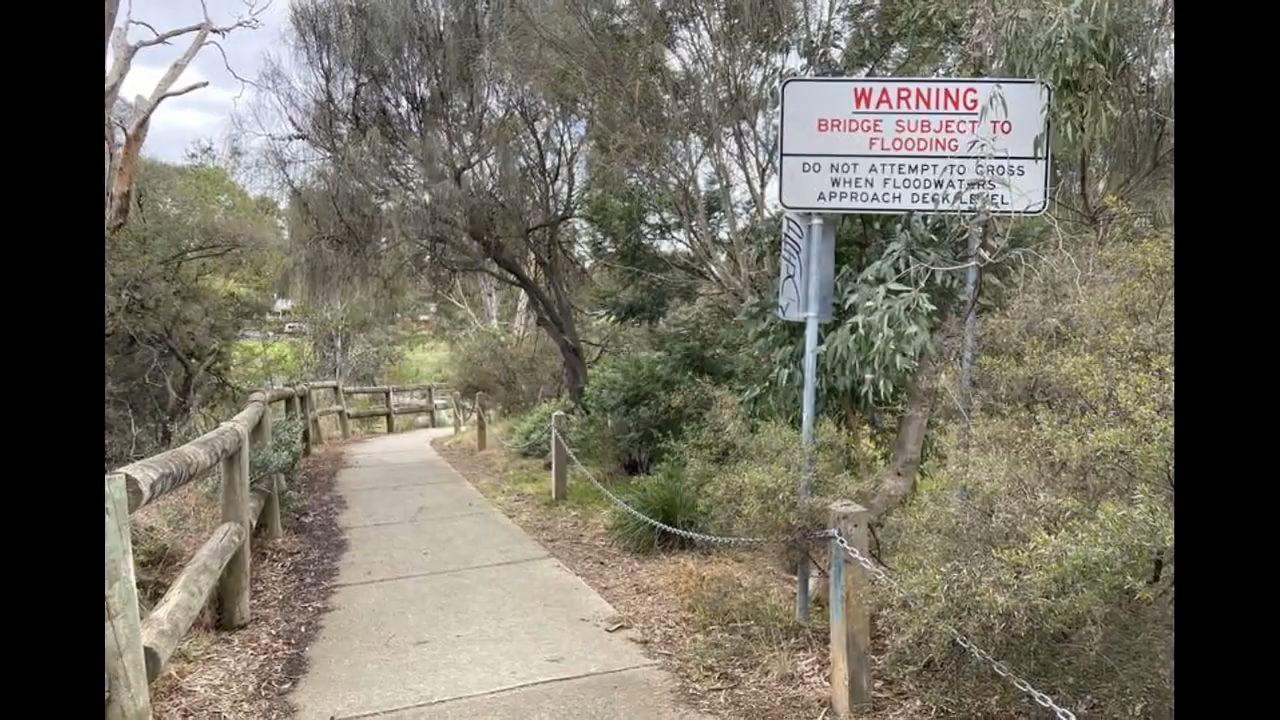 WARNING
BRIDGE SUBJECT TO
FLOODING
DO NOT ATTEMPT TO CROSS
WHEN FLOODWATERS
APPROACH DECK LEVEL